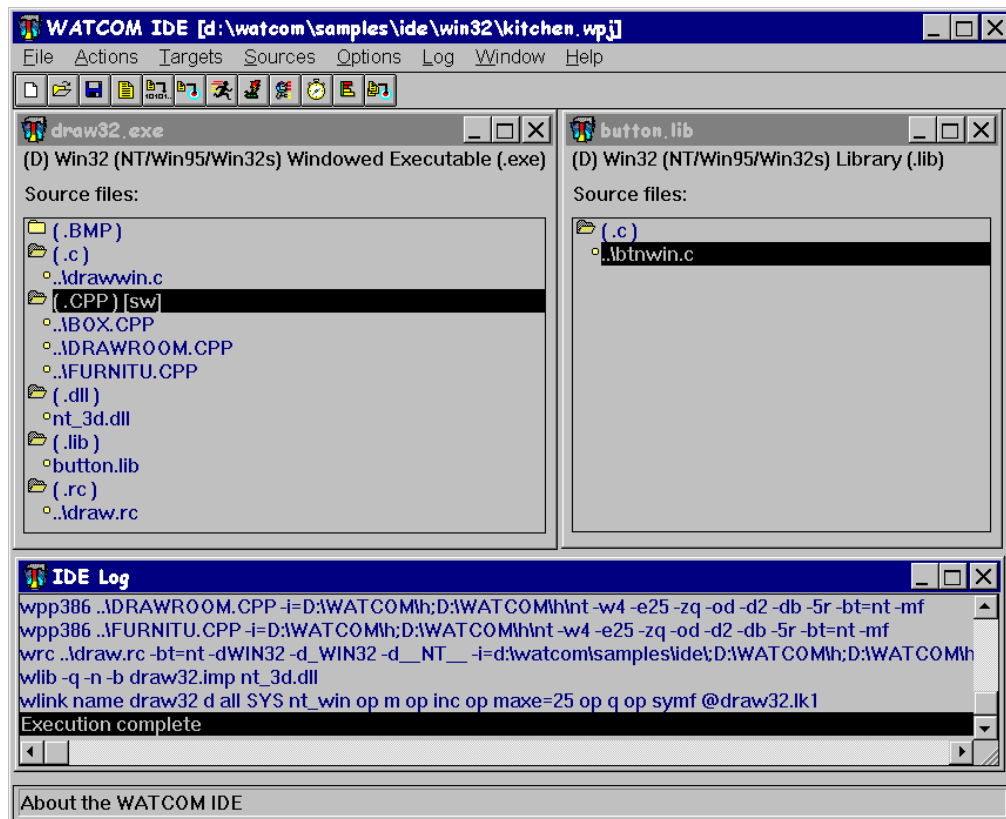 WATCOM IDE [d:\watcom\samples\ide\win32\kitchen.wpj]
File Actions Targets Sources Options Log Window Help
draw32.exe
(D) Win32 (NT/Win95/Win32s) Windowed Executable (.exe)
Source files:
(.BMP)
(.c)
..\drawwin.c
(.CPP) [sw]
..\BOX.CPP
..\DRAWROOM.CPP
..\FURNITU.CPP
(.dll)
nt_3d.dll
(.lib)
button.lib
(.rc)
..\draw.rc
button.lib
(D) Win32 (NT/Win95/Win32s) Library (.lib)
Source files:
(.c)
..\btnwin.c
IDE Log
wpp386 ..\DRAWROOM.CPP -i=D:\WATCOM\h;D:\WATCOM\h\nt -w4 -e25 -zq -od -d2 -db -5r -bt=nt -mf
wpp386 ..\FURNITU.CPP -i=D:\WATCOM\h;D:\WATCOM\h\nt -w4 -e25 -zq -od -d2 -db -5r -bt=nt -mf
wrc ..\draw.rc -bt=nt -dWIN32 -d_WIN32 -d__NT__ -i=d:\watcom\samples\ide\;D:\WATCOM\h;D:\WATCOM\h
wlib -q -n -b draw32.imp nt_3d.dll
wlink name draw32 d all SYS nt_win op m op inc op maxe=25 op q op symf @draw32.lk1
Execution complete
About the WATCOM IDE